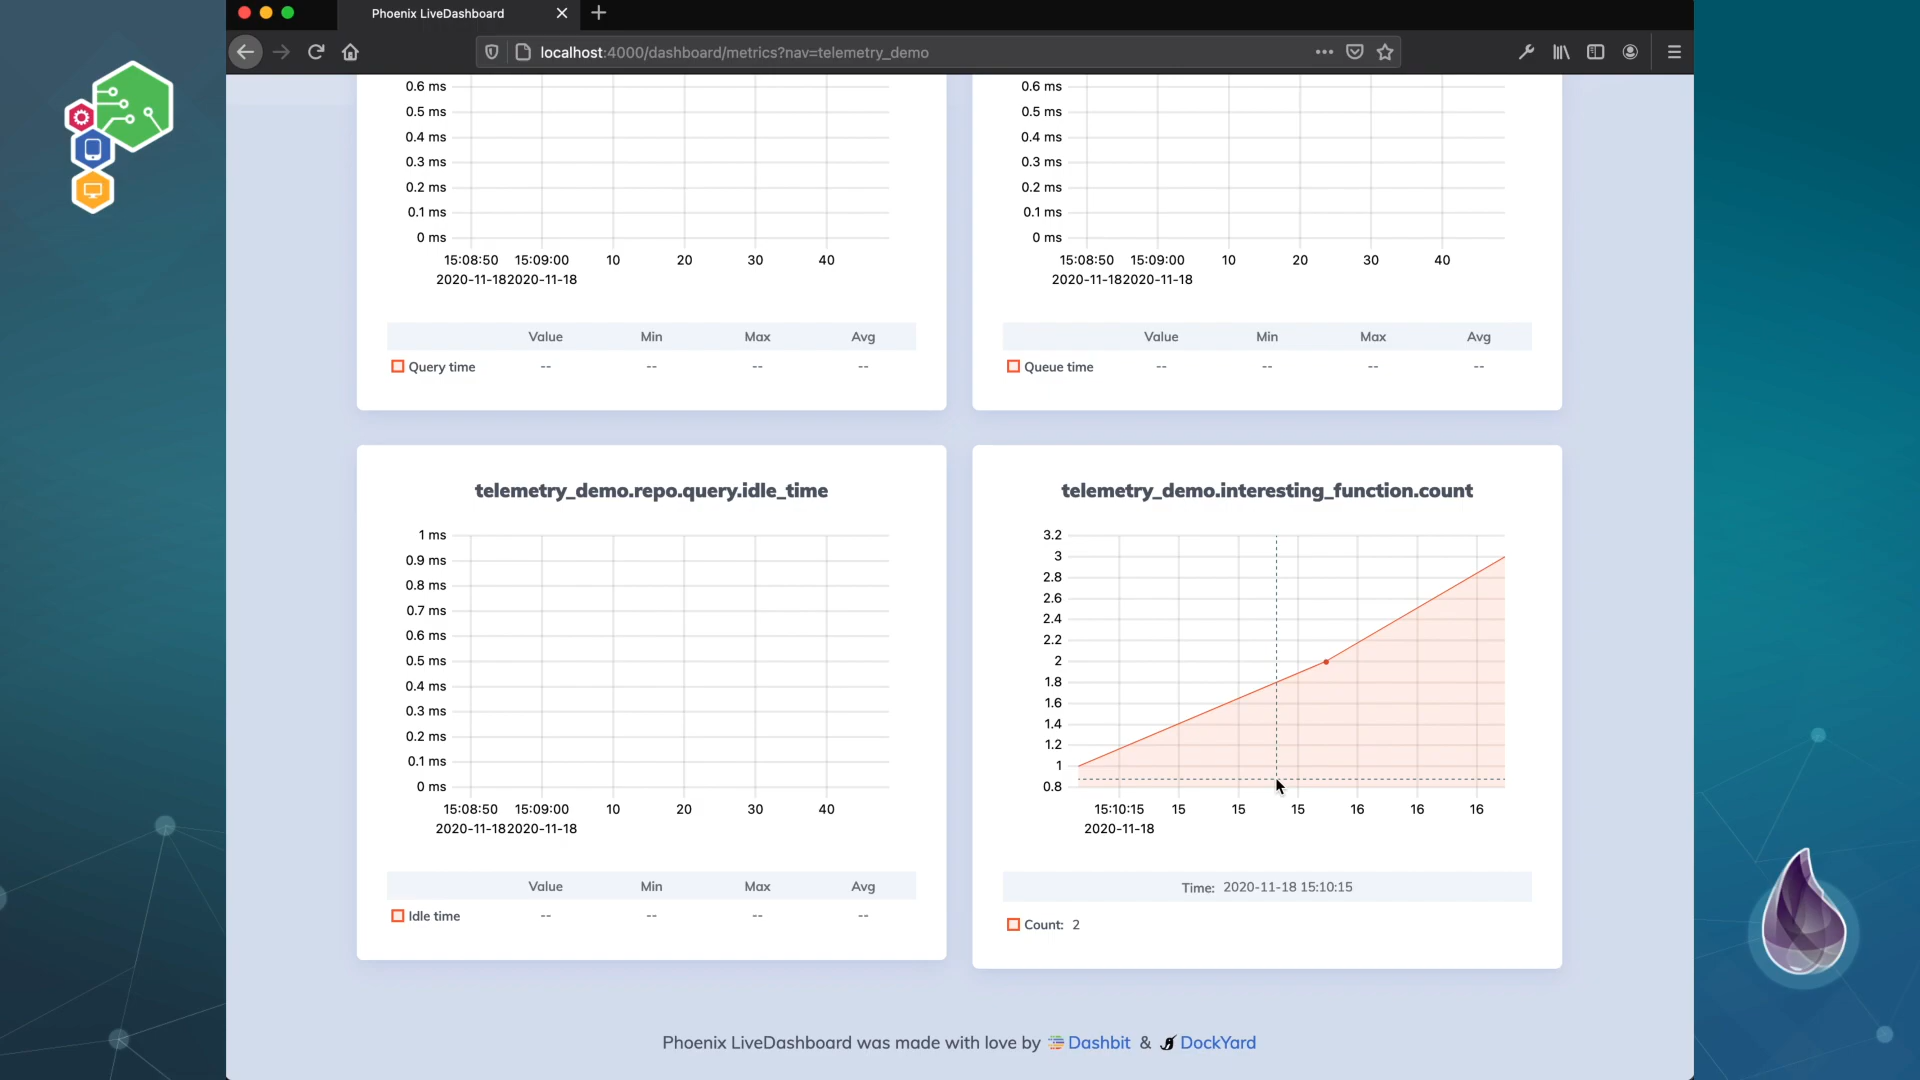 Phoenix LiveDashboard
localhost:4000/dashboard/metrics?nav=telemetry_demo
0.6 ms
0.5 ms
0.4 ms
0.3 ms
0.2 ms
0.1 ms
0 ms
15:08:50 15:09:00 10 20 30 40
2020-11-18 2020-11-18
Value Min Max Avg
Query time -- -- -- --
0.6 ms
0.5 ms
0.4 ms
0.3 ms
0.2 ms
0.1 ms
0 ms
15:08:50 15:09:00 10 20 30 40
2020-11-18 2020-11-18
Value Min Max Avg
Queue time -- -- -- --
telemetry_demo.repo.query.idle_time
1 ms
0.9 ms
0.8 ms
0.7 ms
0.6 ms
0.5 ms
0.4 ms
0.3 ms
0.2 ms
0.1 ms
0 ms
15:08:50 15:09:00 10 20 30 40
2020-11-18 2020-11-18
Value Min Max Avg
Idle time -- -- -- --
telemetry_demo.interesting_function.count
3.2
3
2.8
2.6
2.4
2.2
2
1.8
1.6
1.4
1.2
1
0.8
15:10:15 15 15 15 16 16 16
2020-11-18
Time: 2020-11-18 15:10:15
Count: 2
Phoenix LiveDashboard was made with love by Dashbit & DockYard